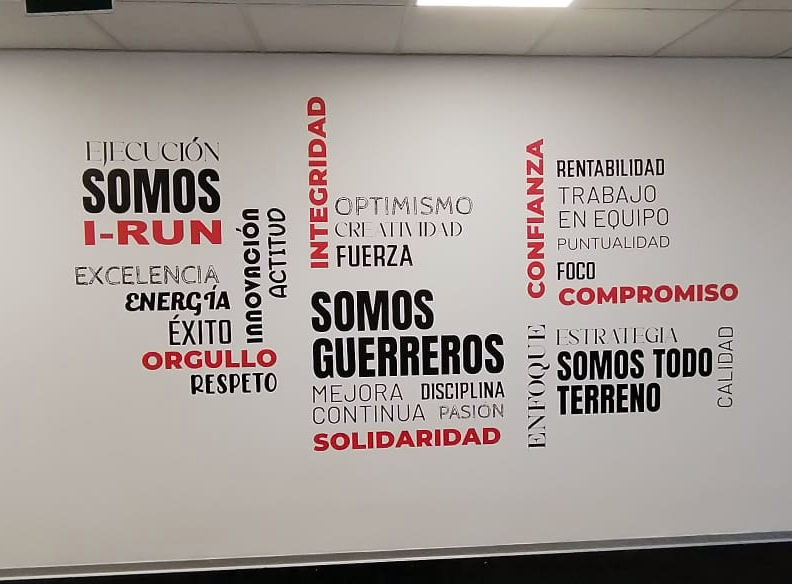 EJECUCIÓN
SOMOS
I-RUN
EXCELENCIA
ENERGÍA
ÉXITO
ORGULLO
RESPETO
INNOVACIÓN
ACTITUD
INTEGRIDAD
OPTIMISMO
CREATIVIDAD
FUERZA
SOMOS
GUERREROS
MEJORA DISCIPLINA
CONTINUA PASIÓN
SOLIDARIDAD
CONFIANZA
RENTABILIDAD
TRABAJO
EN EQUIPO
PUNTUALIDAD
FOCO
COMPROMISO
ENFOQUE
ESTRATEGIA
SOMOS TODO
TERRENO
CALIDAD